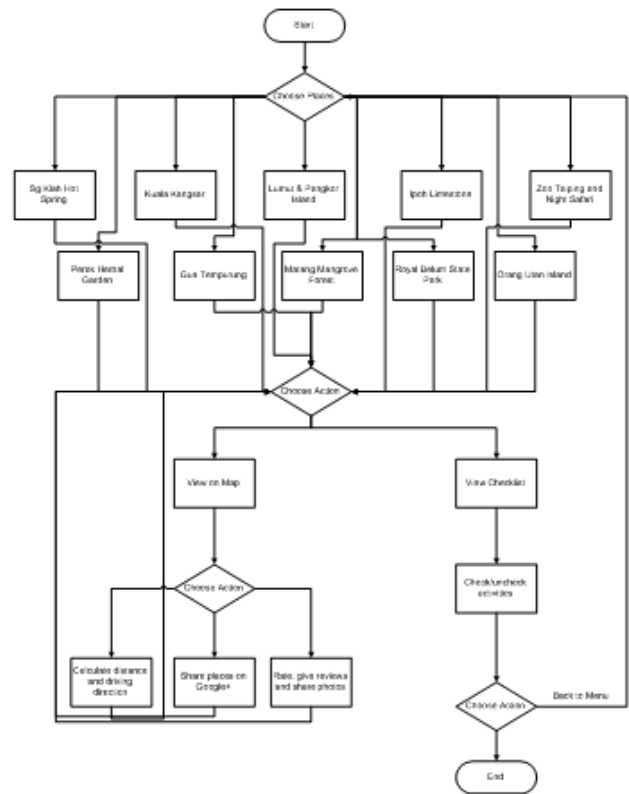 Start
Choose Places
Sg Klah Hot
Spring
Kuala Kangsar
Lumut & Pangkor
Island
Ipoh Limestone
Zoo Taiping and
Night Safari
Perak Herbal
Garden
Gua Tempurung
Matang Mangrove
Forest
Royal Belum State
Park
Orang Utan Island
Choose Action
View on Map
View Checklist
Choose Action
Check/uncheck
activities
Calculate distance
and driving
direction
Share places on
Google+
Rate, give reviews
and share photos
Choose Action
Back to Menu
End